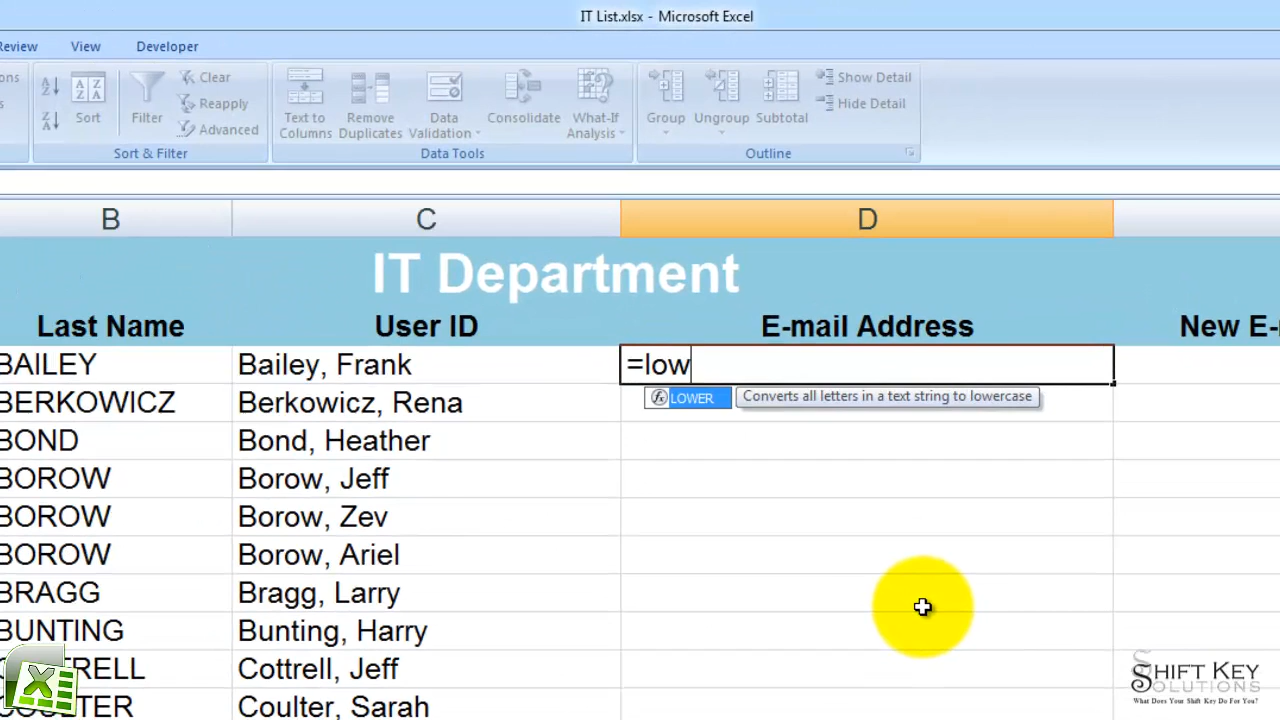 IT List.xlsx - Microsoft Excel
Review View Developer
Clear
Reapply
Advanced
Sort Filter
Text to Columns
Remove Duplicates
Data Validation
Consolidate
What-If Analysis
Group Ungroup Subtotal
Show Detail
Hide Detail
Sort & Filter Data Tools Outline
B C D
IT Department
Last Name User ID E-mail Address New E-
BAILEY Bailey, Frank =low
LOWER Converts all letters in a text string to lowercase
BERKOWICZ Berkowicz, Rena
BOND Bond, Heather
BOROW Borow, Jeff
BOROW Borow, Zev
BOROW Borow, Ariel
BRAGG Bragg, Larry
BUNTING Bunting, Harry
TRELL Cottrell, Jeff
COULTER Coulter, Sarah
SHIFT KEY
SOLUTIONS
What Does Your Shift Key Do For You?